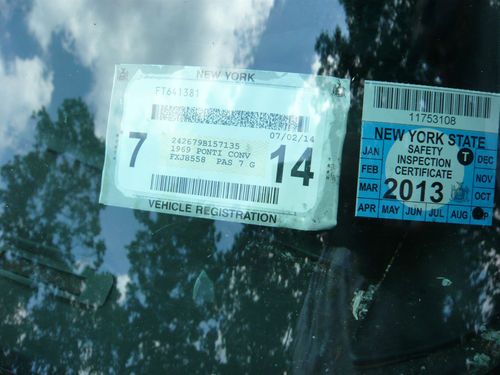 NEW YORK
FT641381
7
242679B157135
07/02/14
1969 PONTI CONV
FXJ8558 PAS 7 G
14
VEHICLE REGISTRATION
11753108
NEW YORK STATE
SAFETY
INSPECTION
CERTIFICATE
T
2013
JAN
FEB
MAR
APR MAY JUN JUL AUG
OCT
NOV
DEC